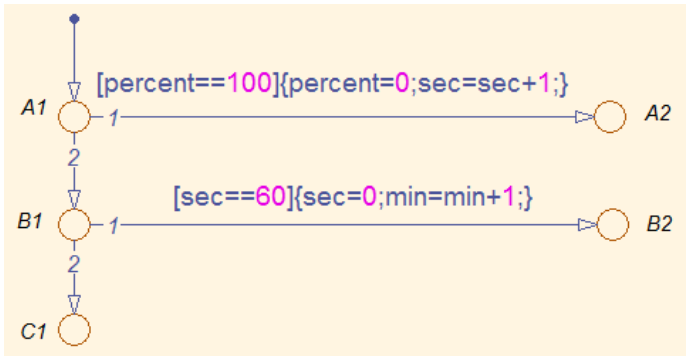 [percent==100]{percent=0;sec=sec+1;}
A1 1 A2
2
[sec==60]{sec=0;min=min+1;}
B1 1 B2
2
C1